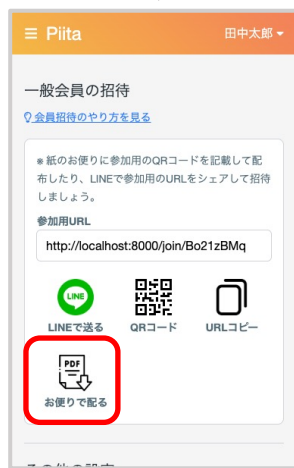 Piita 田中太郎
一般会員の招待
会員招待のやり方を見る
※紙のお便りに参加用のQRコードを記載して配
布したり、LINEで参加用のURLをシェアして招待
しましょう。
参加用URL
http://localhost:8000/join/Bo21zBMq
LINE
LINEで送る QRコード URLコピー
PDF
お便りで配る
その他の設定